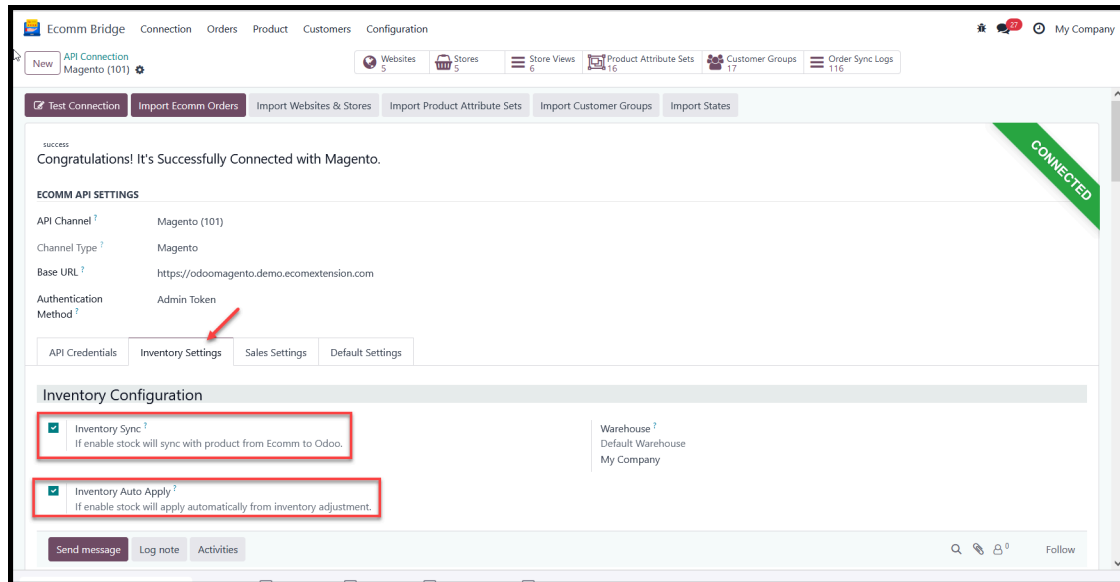 Ecomm Bridge Connection Orders Product Customers Configuration 27 My Company
New API Connection
Magento (101)
Websites 5 Stores 5 Store Views 6 Product Attribute Sets 16 Customer Groups 17 Order Sync Logs 116
Test Connection Import Ecomm Orders Import Websites & Stores Import Product Attribute Sets Import Customer Groups Import States
success
Congratulations! It's Successfully Connected with Magento.
CONNECTED
ECOMM API SETTINGS
API Channel ? Magento (101)
Channel Type ? Magento
Base URL ? https://odoomagento.demo.ecomextension.com
Authentication Admin Token
Method ?
API Credentials Inventory Settings Sales Settings Default Settings
Inventory Configuration
Inventory Sync ? Warehouse ?
If enable stock will sync with product from Ecomm to Odoo. Default Warehouse
My Company
Inventory Auto Apply ?
If enable stock will apply automatically from inventory adjustment.
Send message Log note Activities 0 Follow